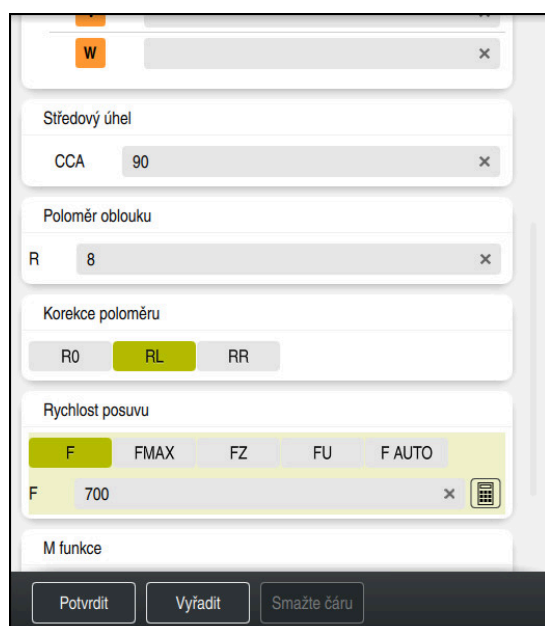 W
Středový úhel
CCA 90
Poloměr oblouku
R 8
Korekce poloměru
R0 RL RR
Rychlost posuvu
F FMAX FZ FU F AUTO
F 700
M funkce
Potvrdit Vyřadit Smažte čáru